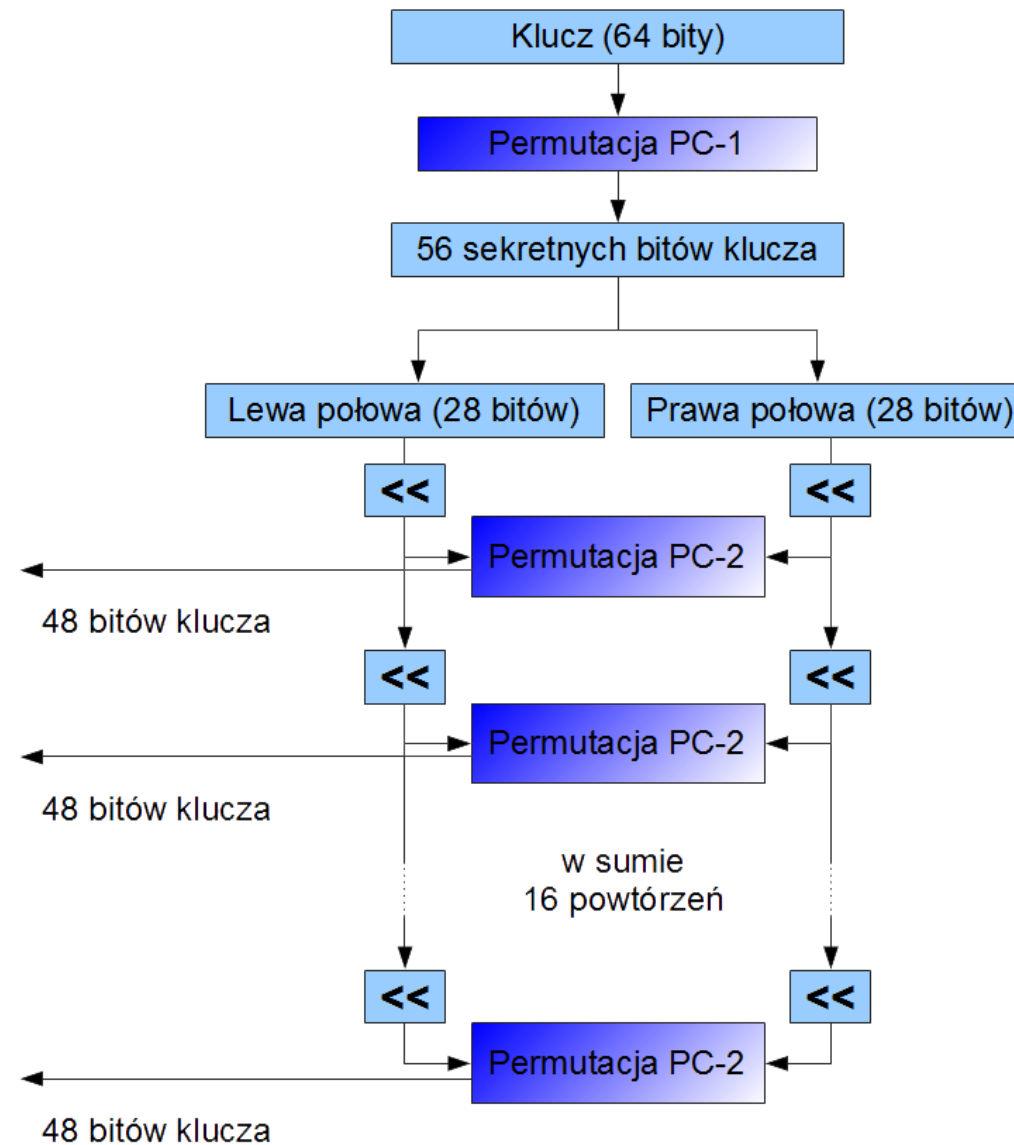 Klucz (64 bity)
Permutacja PC-1
56 sekretnych bitów klucza
Lewa połowa (28 bitów)
Prawa połowa (28 bitów)
<<
<<
Permutacja PC-2
48 bitów klucza
<<
<<
Permutacja PC-2
48 bitów klucza
w sumie
16 powtórzeń
<<
<<
Permutacja PC-2
48 bitów klucza